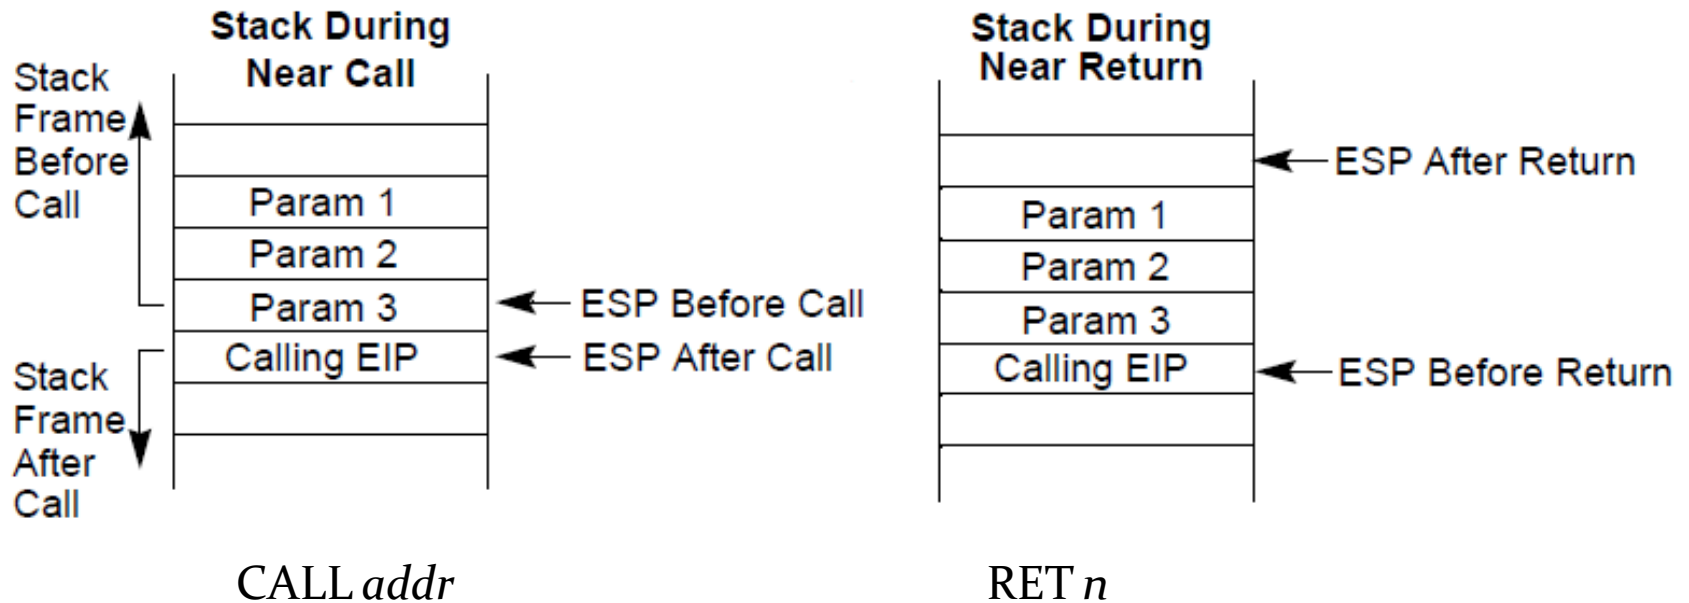 Stack During
Near Call
Stack
Frame
Before
Call
Param 1
Param 2
Param 3
Calling EIP
ESP Before Call
ESP After Call
Stack
Frame
After
Call
CALL addr
Stack During
Near Return
ESP After Return
Param 1
Param 2
Param 3
Calling EIP
ESP Before Return
RET n